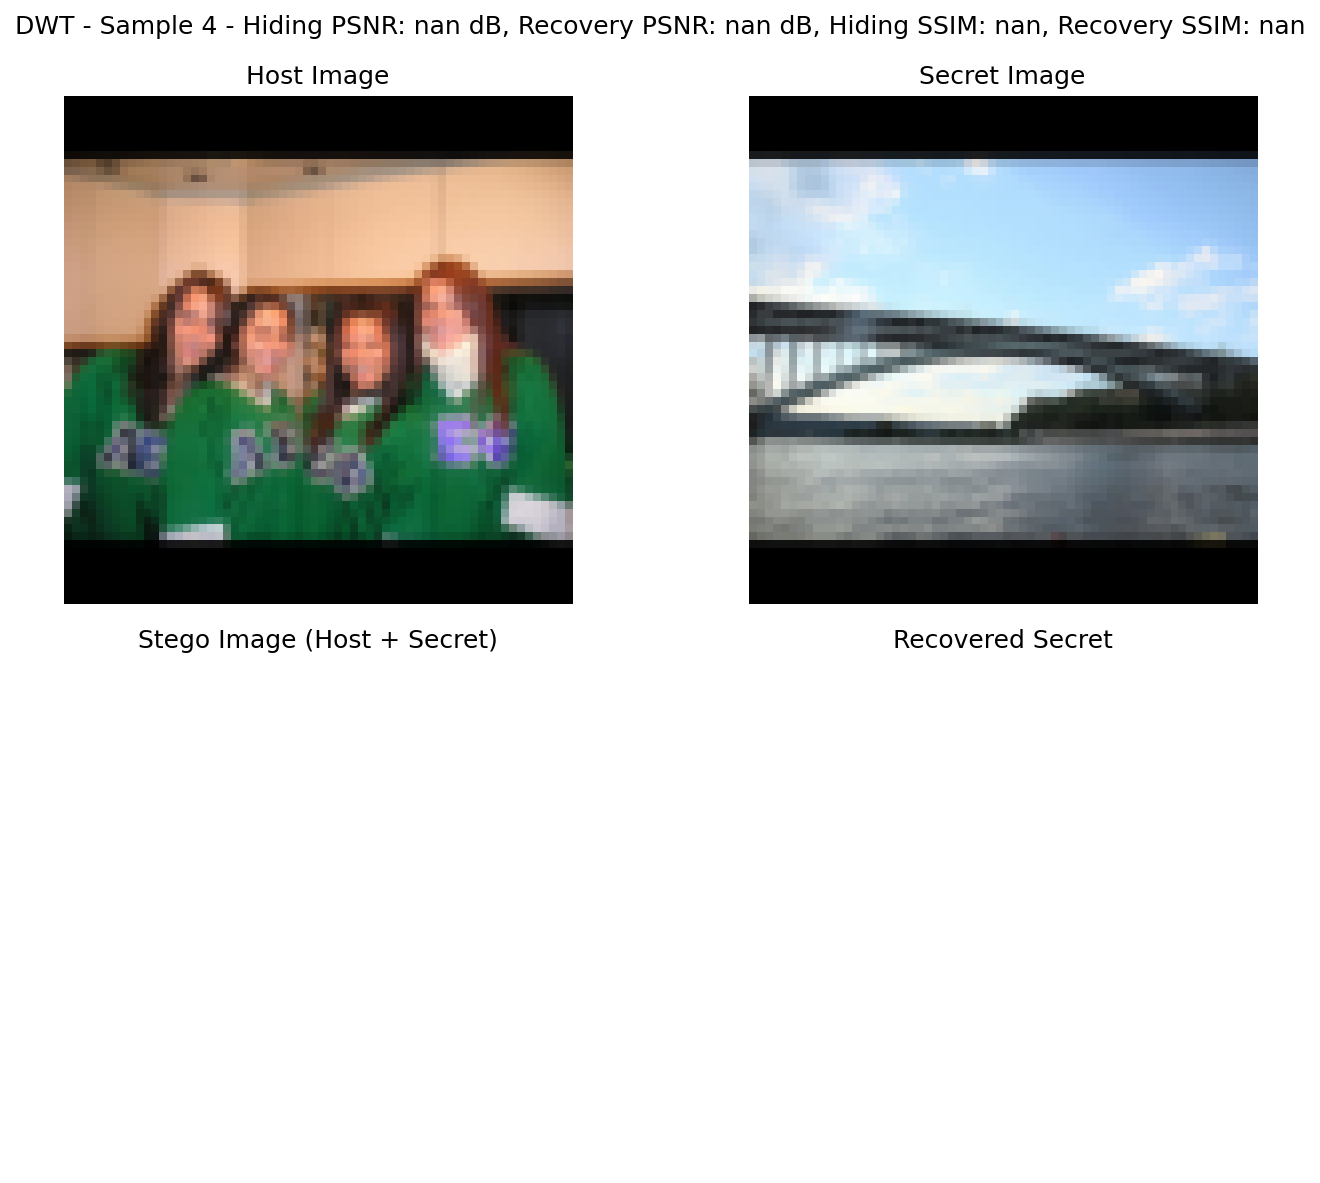 DWT - Sample 4 - Hiding PSNR: nan dB, Recovery PSNR: nan dB, Hiding SSIM: nan, Recovery SSIM: nan
Host Image
Secret Image
Stego Image (Host + Secret)
Recovered Secret